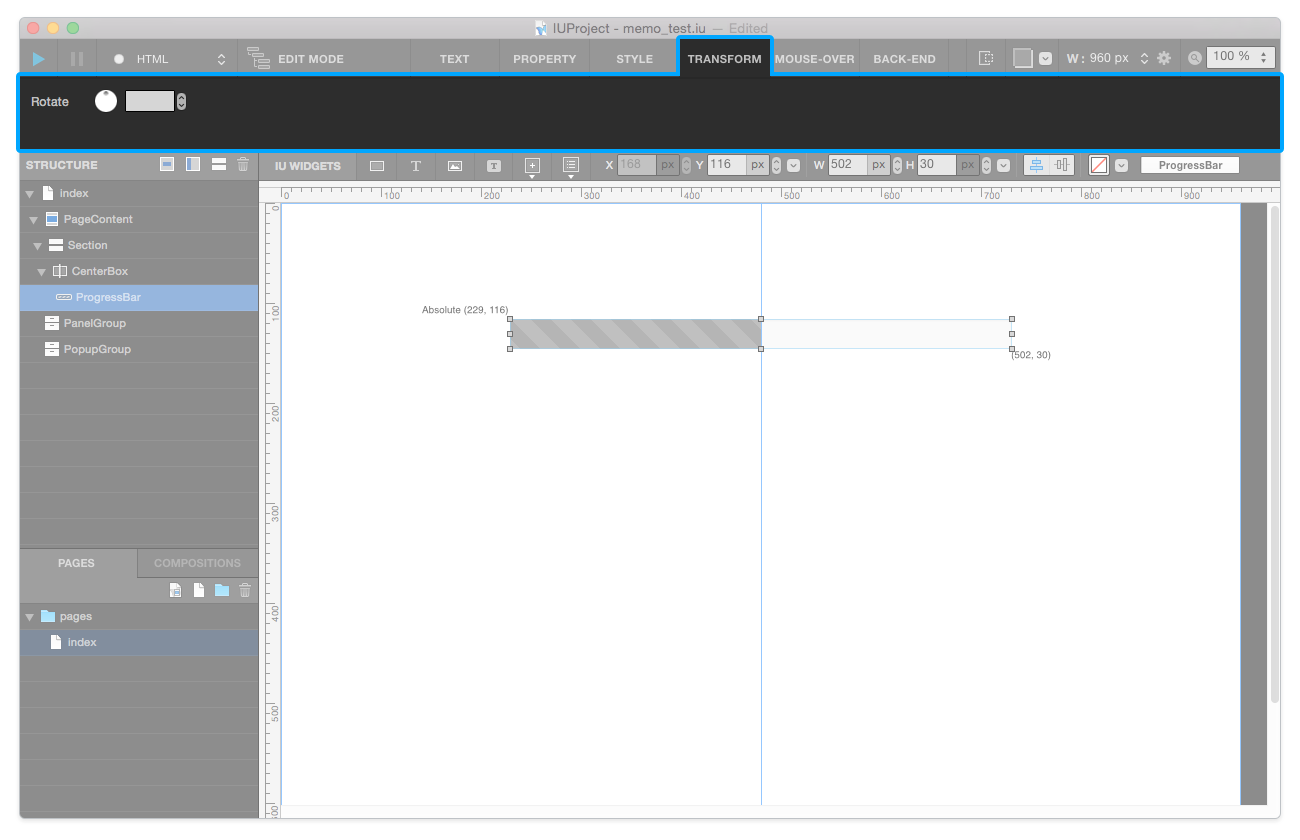 IUProject - memo_test.iu — Edited
HTML EDIT MODE TEXT PROPERTY STYLE TRANSFORM MOUSE-OVER BACK-END W: 960 px 100 %
Rotate
STRUCTURE IU WIDGETS T T X 168 px Y 116 px W 502 px H 30 px ProgressBar
index
PageContent
Section
CenterBox
ProgressBar
PanelGroup
PopupGroup
0 100 200 300 400 500 600 700 800 900
0
100
200
300
400
500
600
Absolute (229, 116)
(502, 30)
PAGES COMPOSITIONS
pages
index